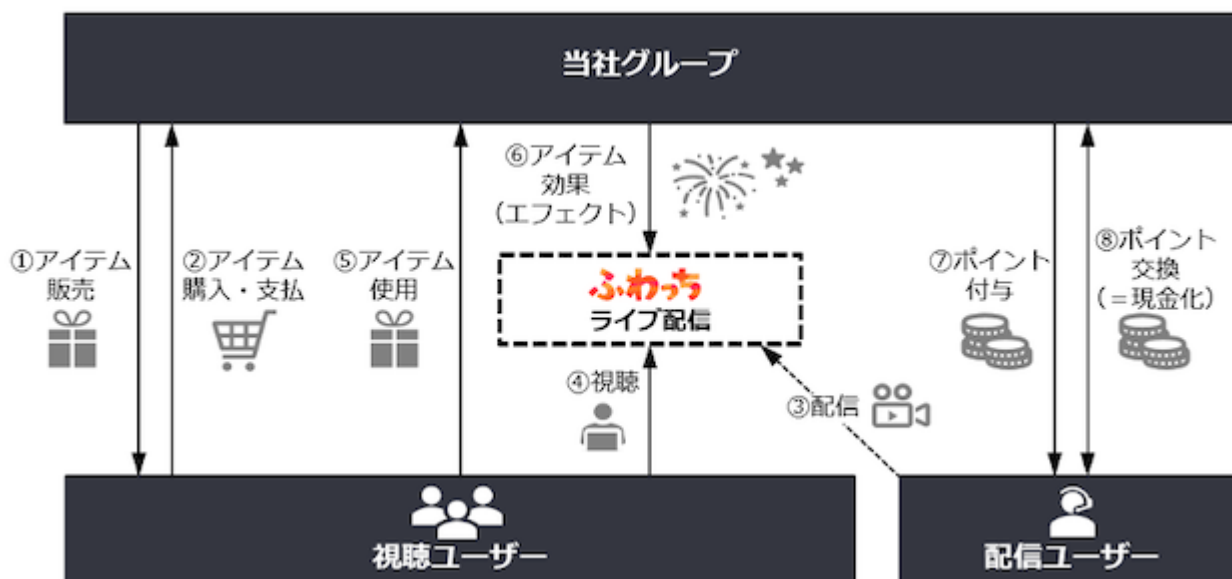 当社グループ
①アイテム
販売
②アイテム
購入・支払
⑤アイテム
使用
⑥アイテム
効果
（エフェクト）
ふわっち
ライブ配信
④視聴
③配信
⑦ポイント
付与
⑧ポイント
交換
（＝現金化）
視聴ユーザー
配信ユーザー